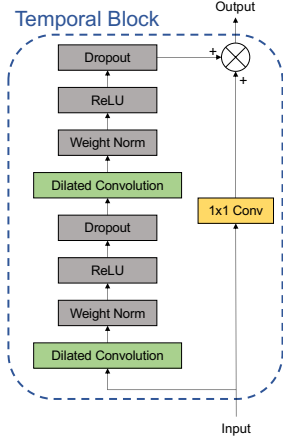 Output
Temporal Block
Dropout
+
+
ReLU
Weight Norm
Dilated Convolution
1x1 Conv
Dropout
ReLU
Weight Norm
Dilated Convolution
Input